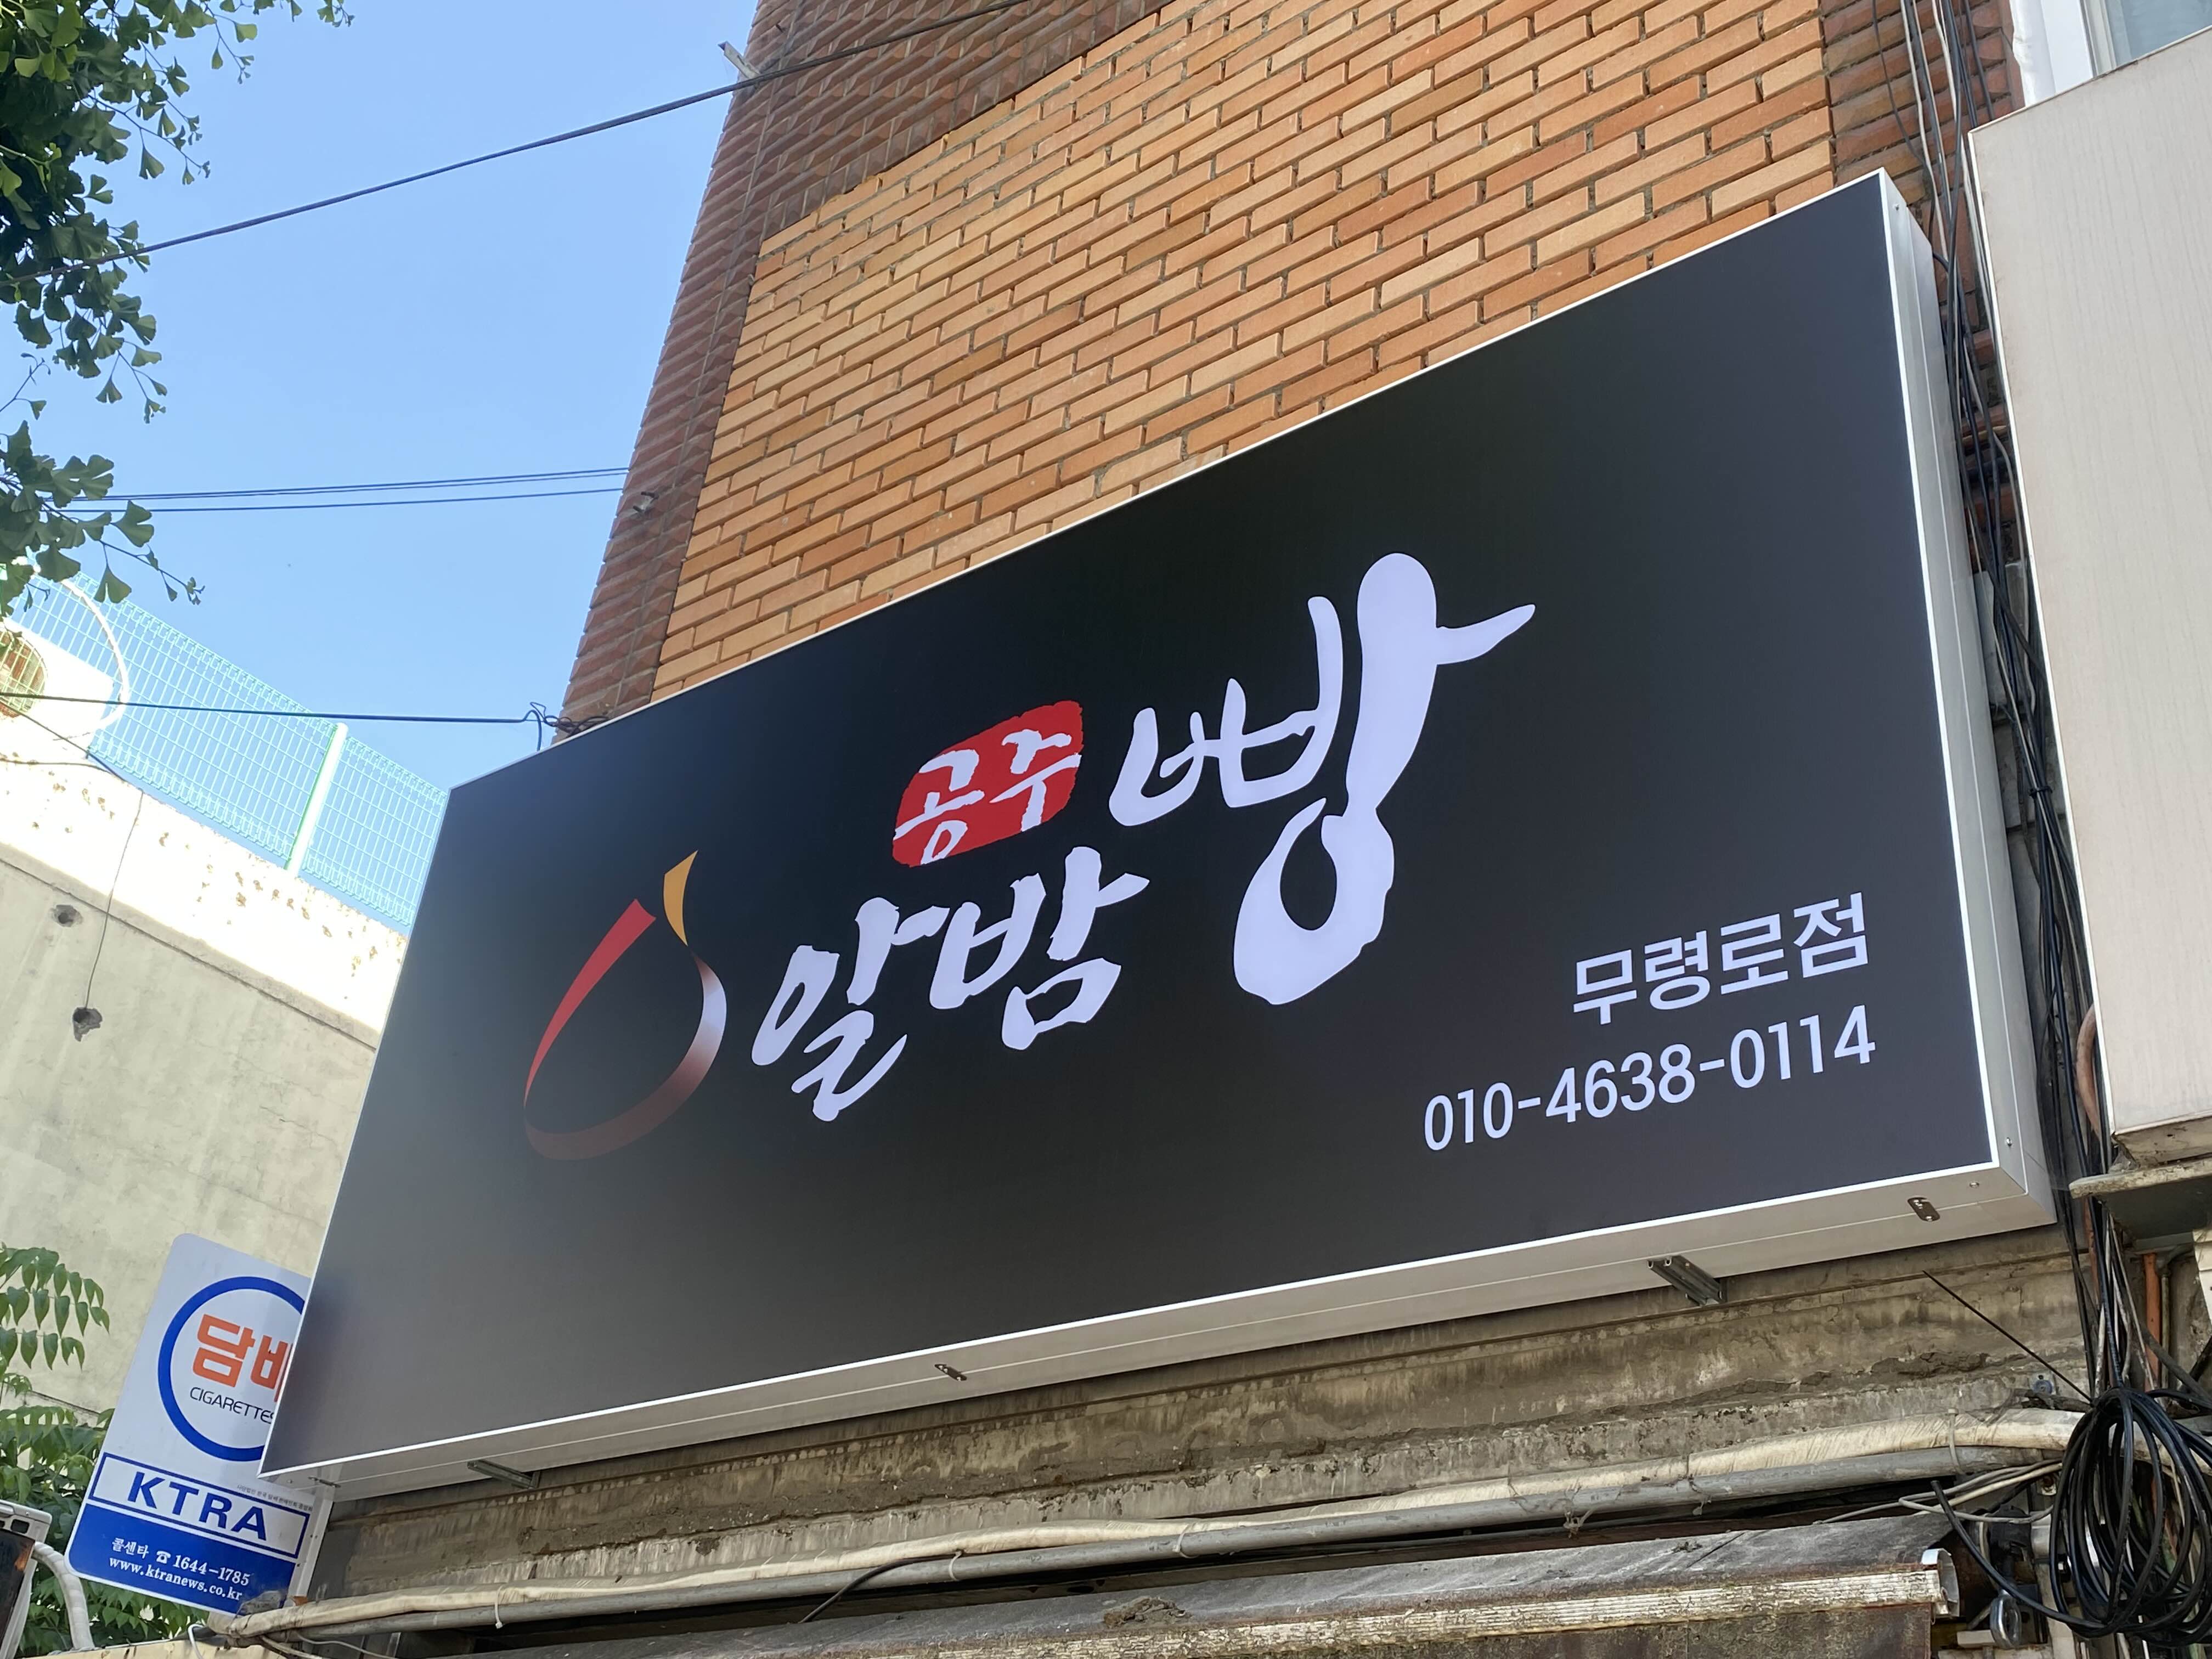 공주
알밤빵
무령로점
010-4638-0114
담배
CIGARETTES
KTRA
콜센타 ☎ 1644-1785
www.ktranews.co.kr